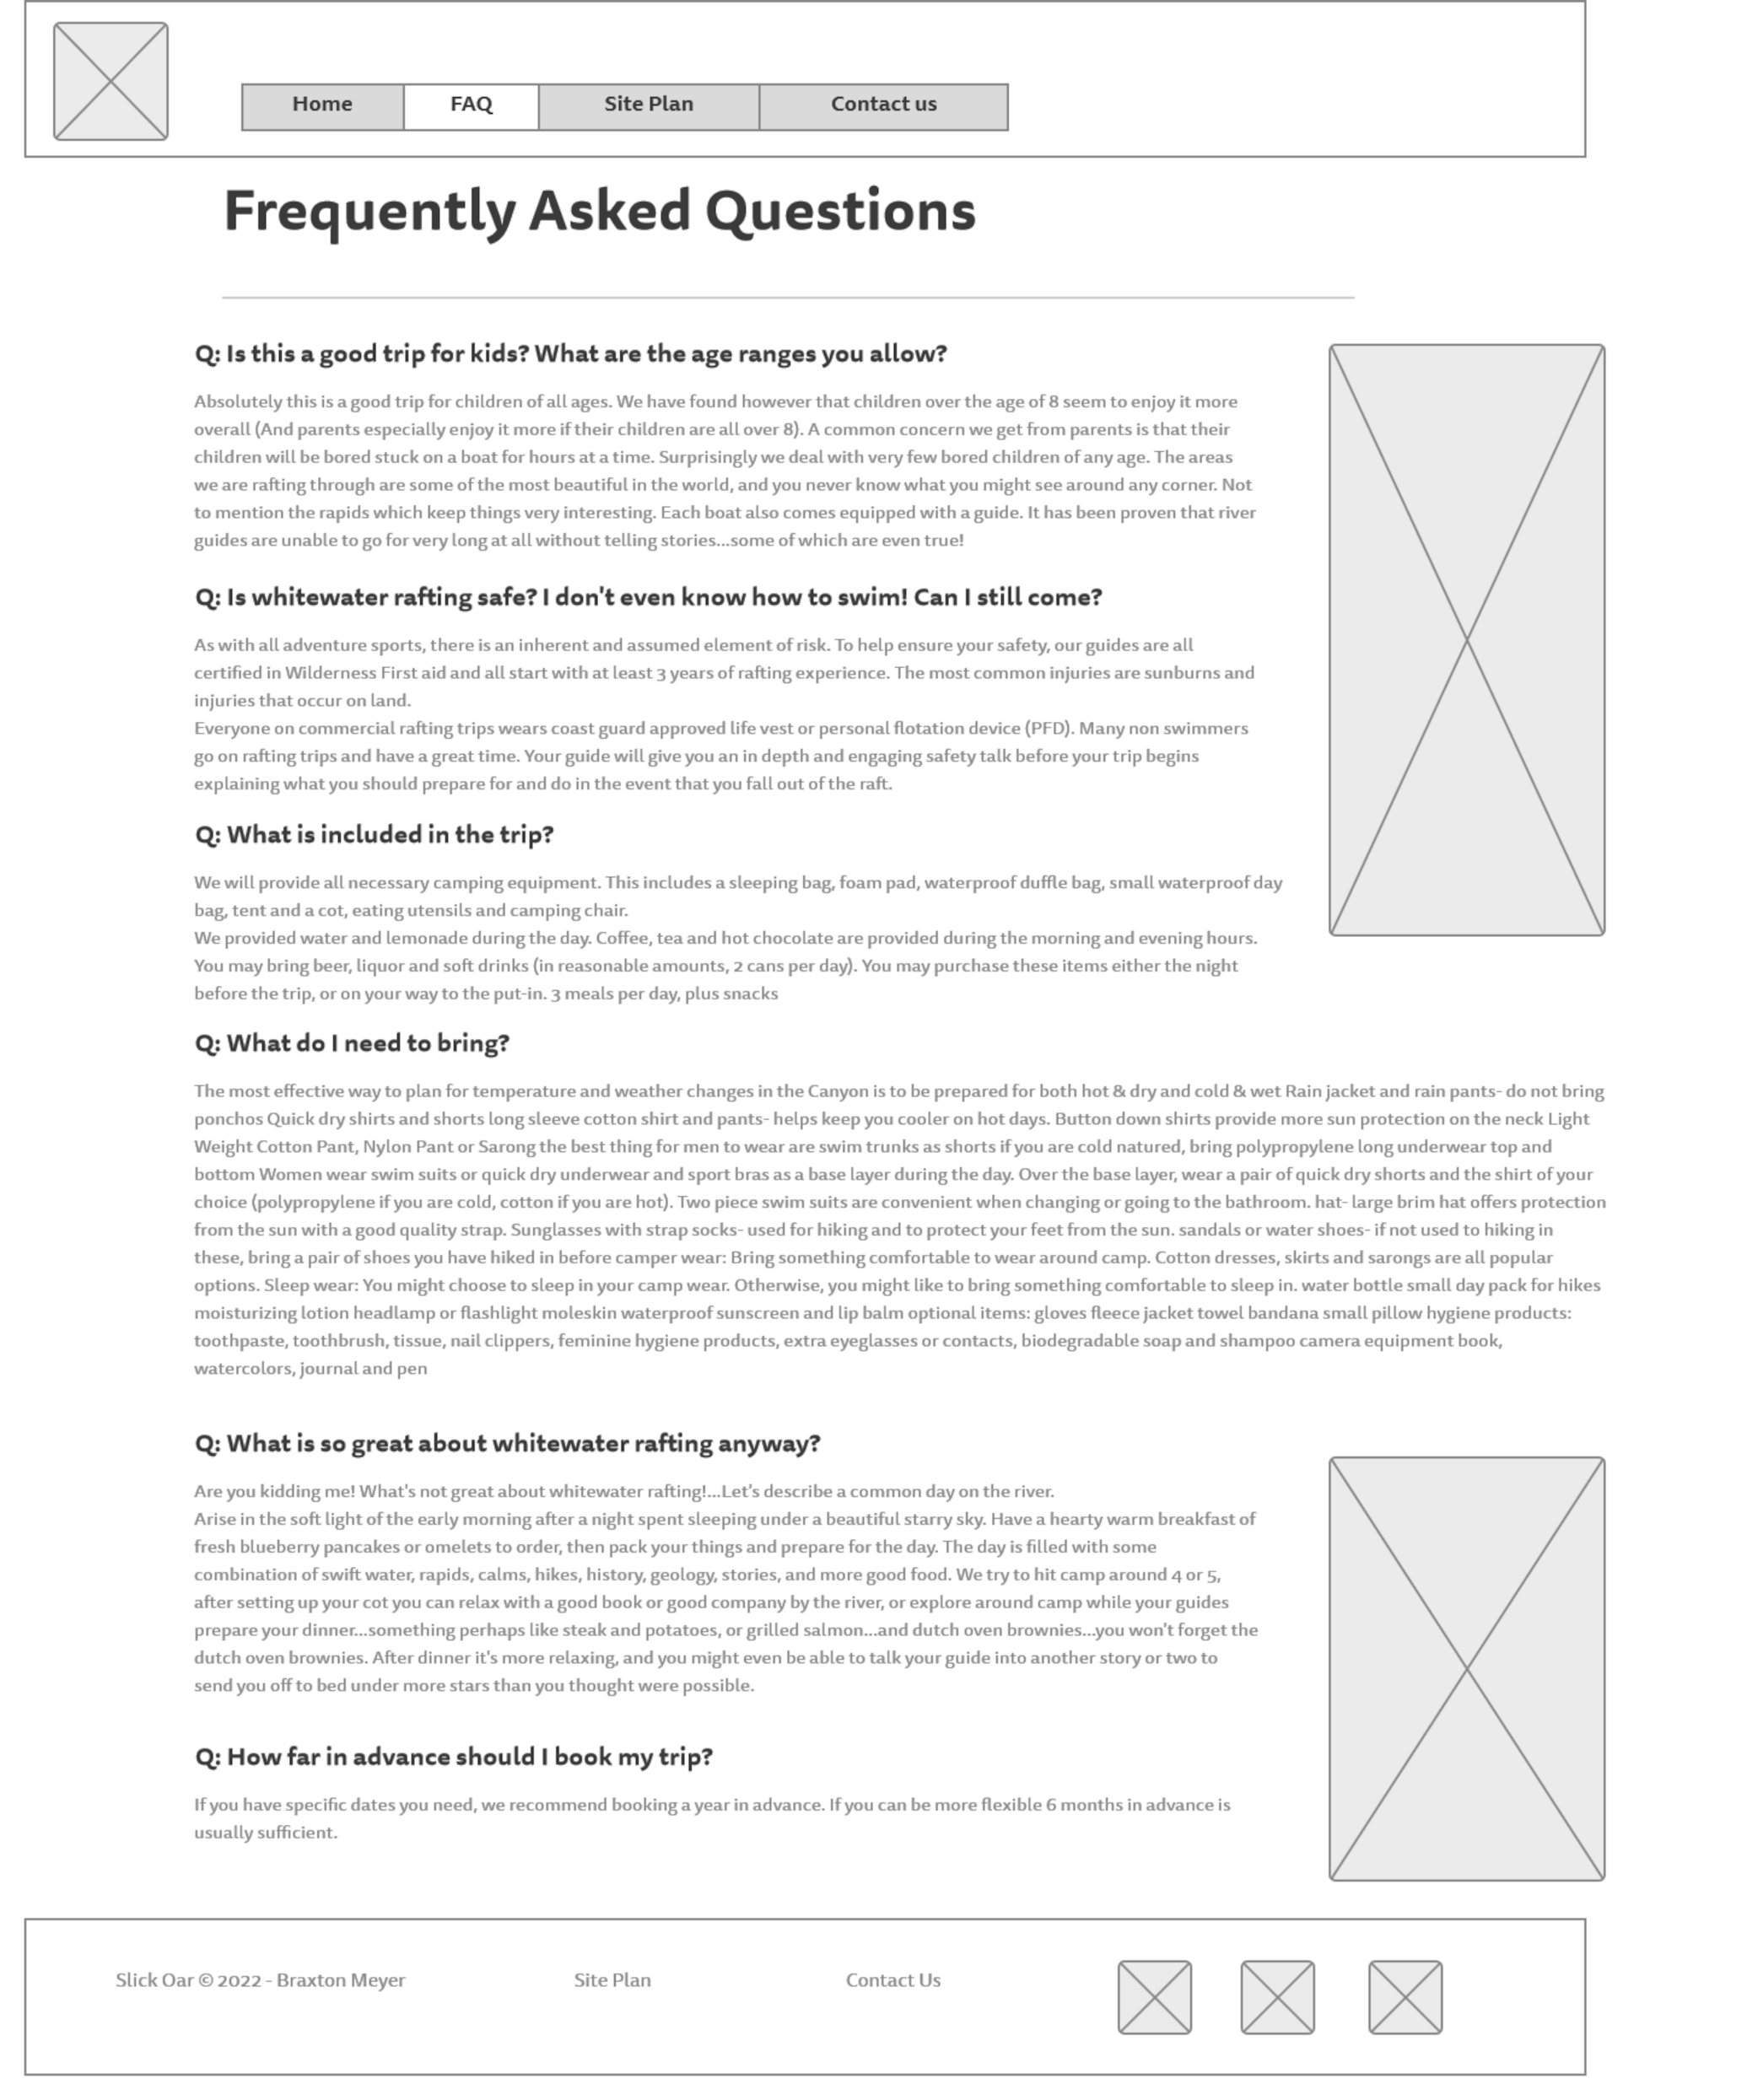 Home FAQ Site Plan Contact us
Frequently Asked Questions
Q: Is this a good trip for kids? What are the age ranges you allow?
Absolutely this is a good trip for children of all ages. We have found however that children over the age of 8 seem to enjoy it more
overall (And parents especially enjoy it more if their children are all over 8). A common concern we get from parents is that their
children will be bored stuck on a boat for hours at a time. Surprisingly we deal with very few bored children of any age. The areas
we are rafting through are some of the most beautiful in the world, and you never know what you might see around any corner. Not
to mention the rapids which keep things very interesting. Each boat also comes equipped with a guide. It has been proven that river
guides are unable to go for very long at all without telling stories...some of which are even true!
Q: Is whitewater rafting safe? I don't even know how to swim! Can I still come?
As with all adventure sports, there is an inherent and assumed element of risk. To help ensure your safety, our guides are all
certified in Wilderness First aid and all start with at least 3 years of rafting experience. The most common injuries are sunburns and
injuries that occur on land.
Everyone on commercial rafting trips wears coast guard approved life vest or personal flotation device (PFD). Many non swimmers
go on rafting trips and have a great time. Your guide will give you an in depth and engaging safety talk before your trip begins
explaining what you should prepare for and do in the event that you fall out of the raft.
Q: What is included in the trip?
We will provide all necessary camping equipment. This includes a sleeping bag, foam pad, waterproof duffle bag, small waterproof day
bag, tent and a cot, eating utensils and camping chair.
We provided water and lemonade during the day. Coffee, tea and hot chocolate are provided during the morning and evening hours.
You may bring beer, liquor and soft drinks (in reasonable amounts, 2 cans per day). You may purchase these items either the night
before the trip, or on your way to the put-in. 3 meals per day, plus snacks
Q: What do I need to bring?
The most effective way to plan for temperature and weather changes in the Canyon is to be prepared for both hot & dry and cold & wet Rain jacket and rain pants- do not bring
ponchos Quick dry shirts and shorts long sleeve cotton shirt and pants- helps keep you cooler on hot days. Button down shirts provide more sun protection on the neck Light
Weight Cotton Pant, Nylon Pant or Sarong the best thing for men to wear are swim trunks as shorts if you are cold natured, bring polypropylene long underwear top and
bottom Women wear swim suits or quick dry underwear and sport bras as a base layer during the day. Over the base layer, wear a pair of quick dry shorts and the shirt of your
choice (polypropylene if you are cold, cotton if you are hot). Two piece swim suits are convenient when changing or going to the bathroom. hat- large brim hat offers protection
from the sun with a good quality strap. Sunglasses with strap socks- used for hiking and to protect your feet from the sun. sandals or water shoes- if not used to hiking in
these, bring a pair of shoes you have hiked in before camper wear: Bring something comfortable to wear around camp. Cotton dresses, skirts and sarongs are all popular
options. Sleep wear: You might choose to sleep in your camp wear. Otherwise, you might like to bring something comfortable to sleep in. water bottle small day pack for hikes
moisturizing lotion headlamp or flashlight moleskin waterproof sunscreen and lip balm optional items: gloves fleece jacket towel bandana small pillow hygiene products:
toothpaste, toothbrush, tissue, nail clippers, feminine hygiene products, extra eyeglasses or contacts, biodegradable soap and shampoo camera equipment book,
watercolors, journal and pen
Q: What is so great about whitewater rafting anyway?
Are you kidding me! What's not great about whitewater rafting!...Let's describe a common day on the river.
Arise in the soft light of the early morning after a night spent sleeping under a beautiful starry sky. Have a hearty warm breakfast of
fresh blueberry pancakes or omelets to order, then pack your things and prepare for the day. The day is filled with some
combination of swift water, rapids, calms, hikes, history, geology, stories, and more good food. We try to hit camp around 4 or 5,
after setting up your cot you can relax with a good book or good company by the river, or explore around camp while your guides
prepare your dinner...something perhaps like steak and potatoes, or grilled salmon...and dutch oven brownies...you won't forget the
dutch oven brownies. After dinner it's more relaxing, and you might even be able to talk your guide into another story or two to
send you off to bed under more stars than you thought were possible.
Q: How far in advance should I book my trip?
If you have specific dates you need, we recommend booking a year in advance. If you can be more flexible 6 months in advance is
usually sufficient.
Slick Oar © 2022 - Braxton Meyer Site Plan Contact Us